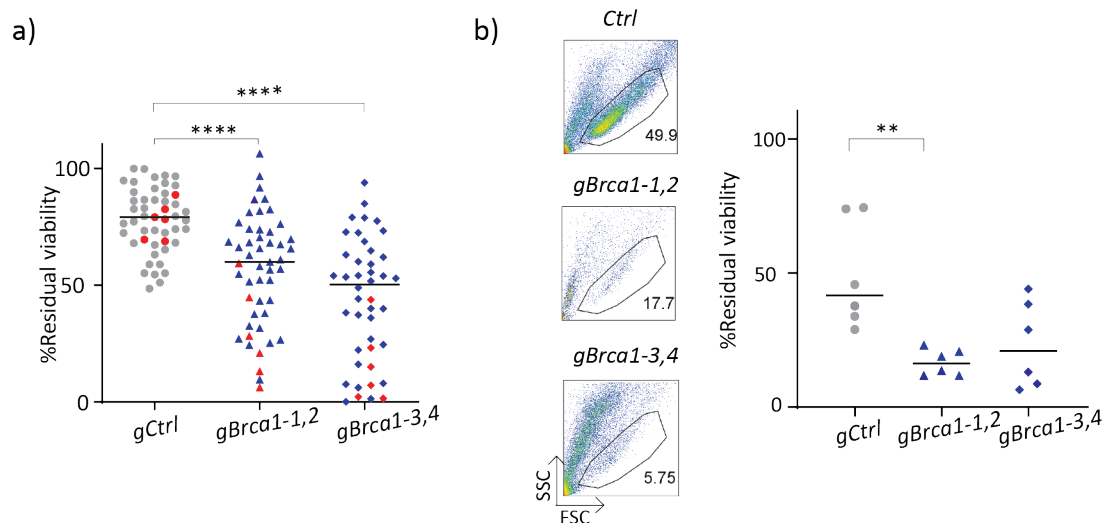 a)
****
****
100
50
0
%Residual viability
gCtrl
gBrca1-1,2
gBrca1-3,4
b)
Ctrl
49.9
gBrca1-1,2
17.7
gBrca1-3,4
5.75
SSC
FSC
**
100
50
0
%Residual viability
gCtrl
gBrca1-1,2
gBrca1-3,4